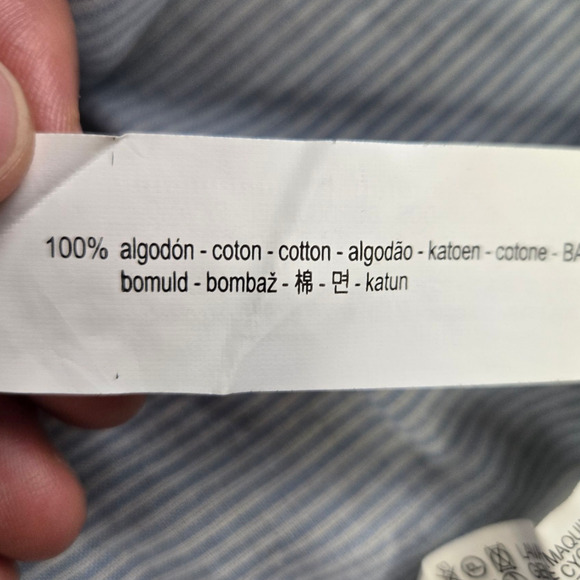 100% algodón - coton - cotton - algodão - katoen - cotone - BA
bomuld - bombaž - 棉 - 면 - katun